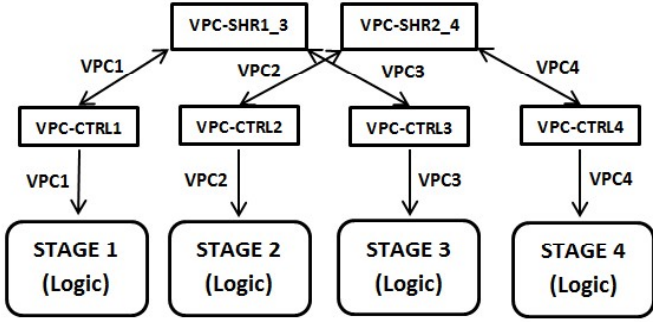 VPC-SHR1_3
VPC-SHR2_4
VPC1
VPC2
VPC3
VPC4
VPC-CTRL1
VPC-CTRL2
VPC-CTRL3
VPC-CTRL4
VPC1
VPC2
VPC3
VPC4
STAGE 1
(Logic)
STAGE 2
(Logic)
STAGE 3
(Logic)
STAGE 4
(Logic)